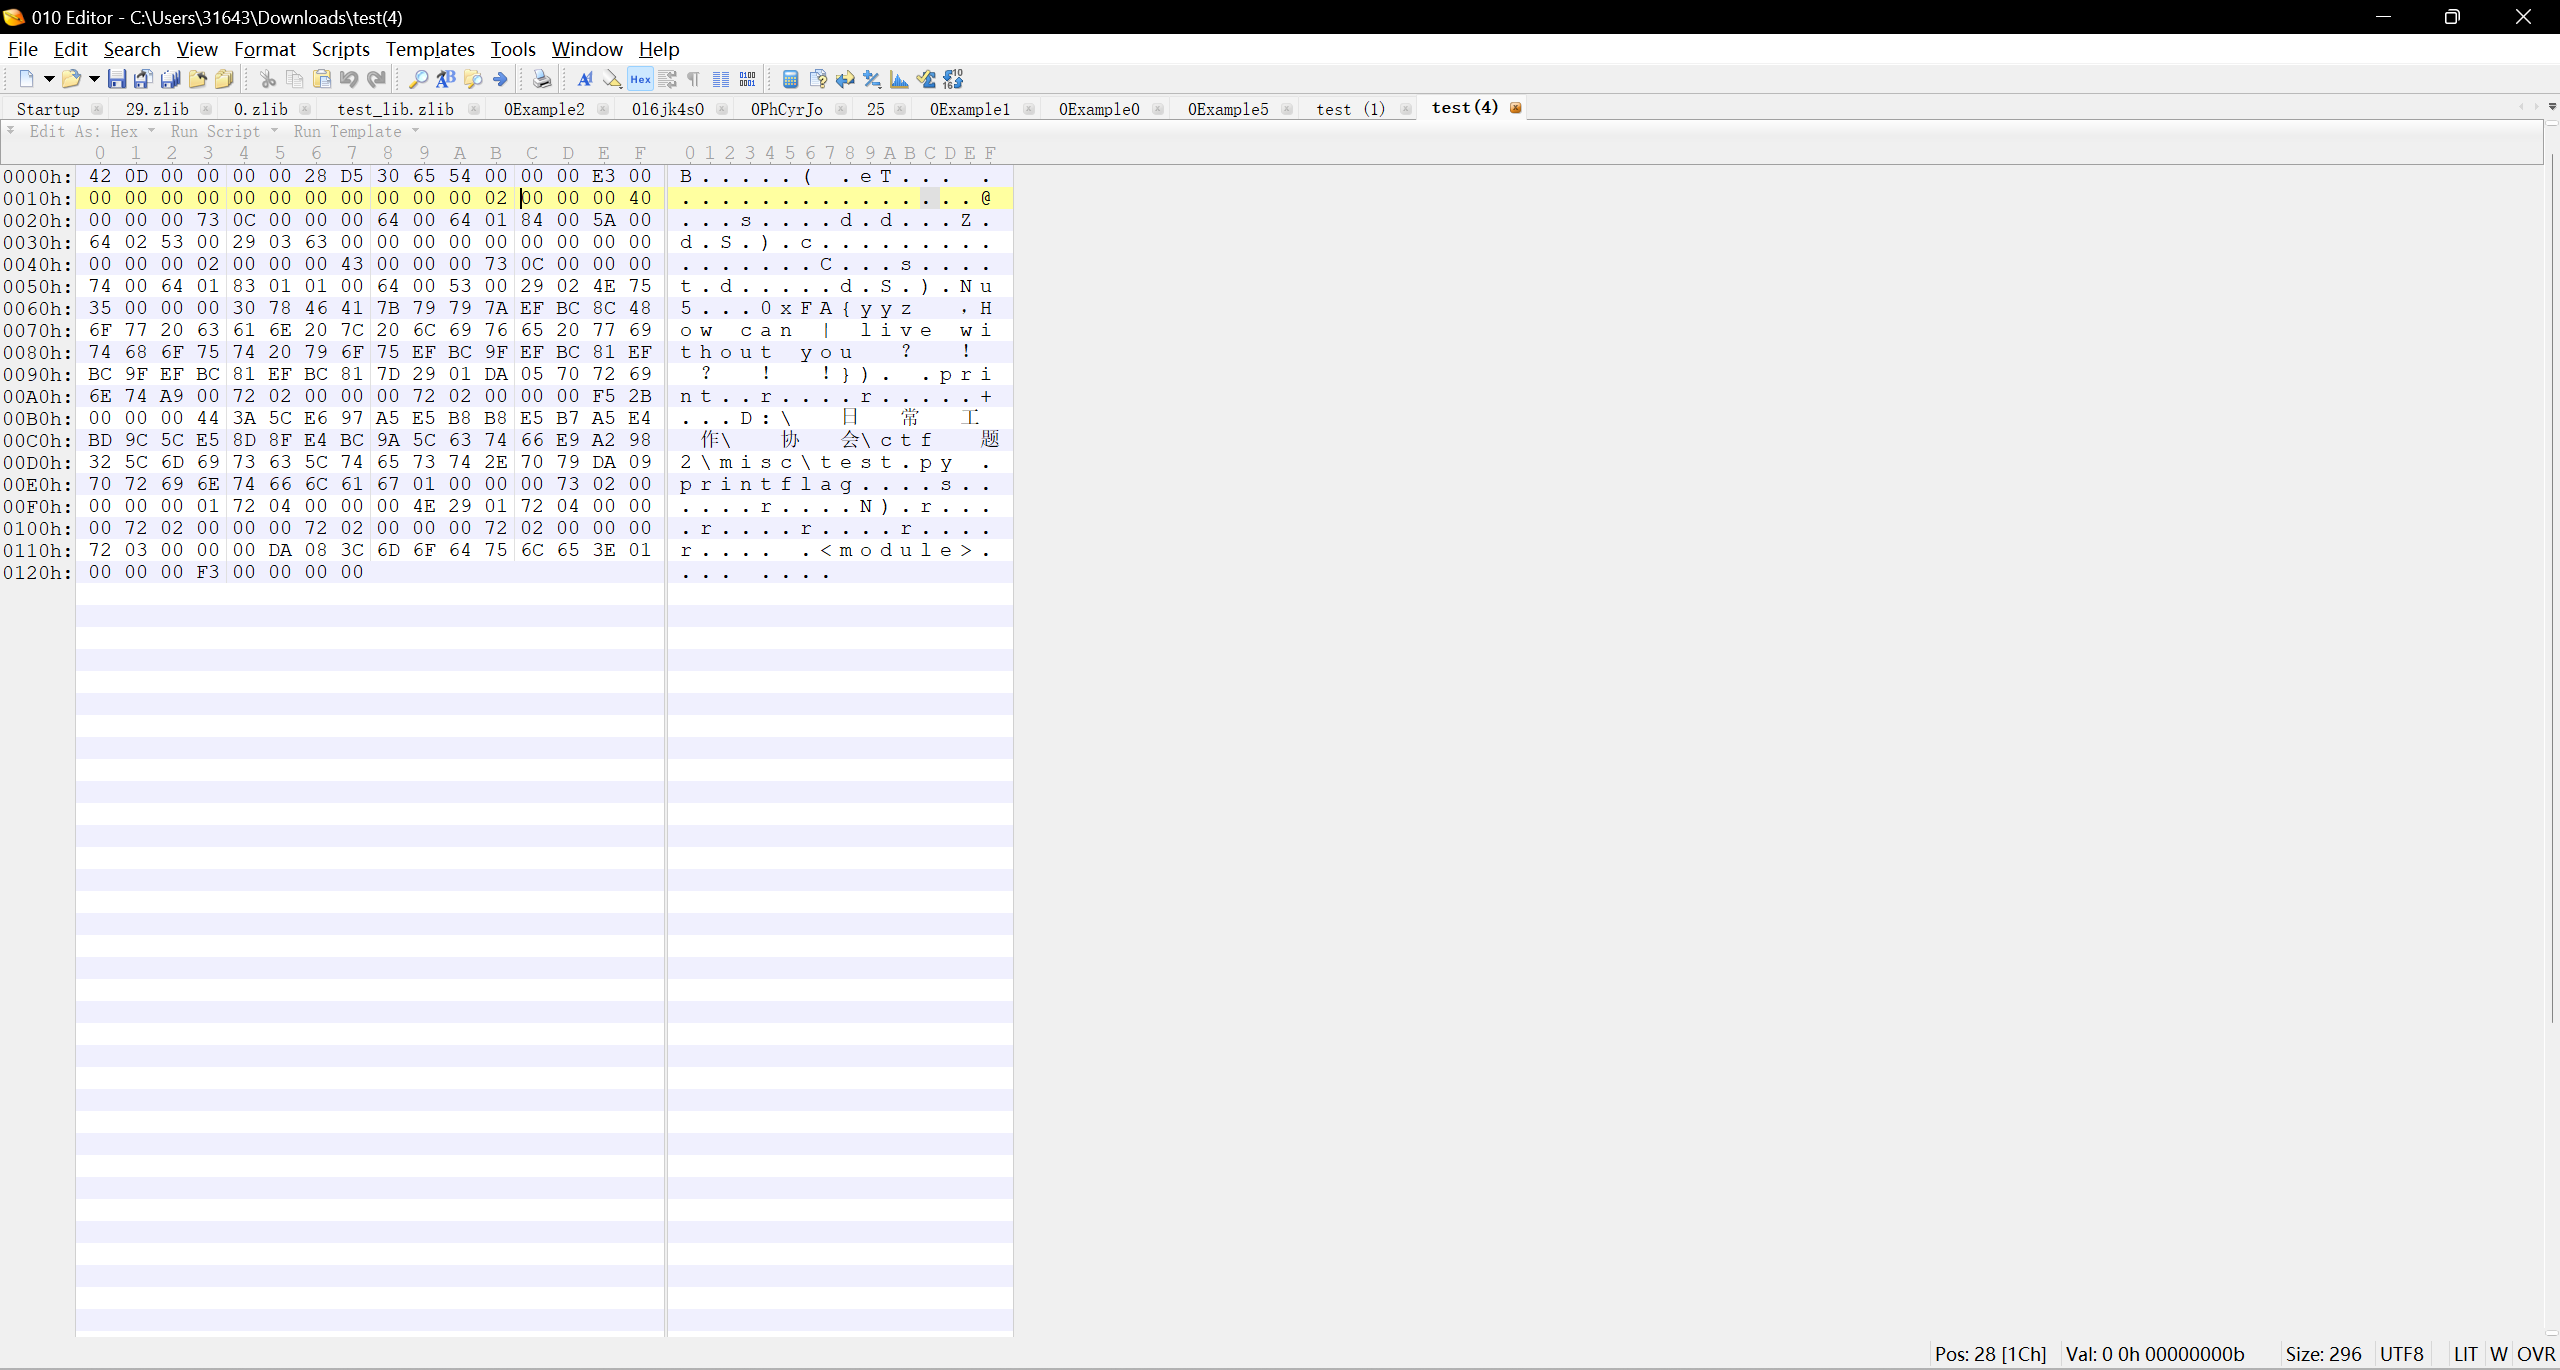 010 Editor - C:\Users\31643\Downloads\test(4)
File Edit Search View Format Scripts Templates Tools Window Help
Startup 29.zlib 0.zlib test_lib.zlib 0Example2 0l6jk4s0 0PhCyrJo 25 0Example1 0Example0 0Example5 test (1) test(4)
Edit As: Hex Run Script Run Template
0 1 2 3 4 5 6 7 8 9 A B C D E F 0123456789ABCDEF
0000h: 42 0D 00 00 00 00 28 D5 30 65 54 00 00 00 E3 00 B.....( .eT... .
0010h: 00 00 00 00 00 00 00 00 00 00 00 02 00 00 00 40 ...............@
0020h: 00 00 00 73 0C 00 00 00 64 00 64 01 84 00 5A 00 ...s....d.d...Z.
0030h: 64 02 53 00 29 03 63 00 00 00 00 00 00 00 00 00 d.S.).c.........
0040h: 00 00 00 02 00 00 00 43 00 00 00 73 0C 00 00 00 .......C...s....
0050h: 74 00 64 01 83 01 01 00 64 00 53 00 29 02 4E 75 t.d.....d.S.).Nu
0060h: 35 00 00 00 30 78 46 41 7B 79 79 7A EF BC 8C 48 5...0xFA{yyz ，H
0070h: 6F 77 20 63 61 6E 20 7C 20 6C 69 76 65 20 77 69 ow can | live wi
0080h: 74 68 6F 75 74 20 79 6F 75 EF BC 9F EF BC 81 EF thout you ？ ！
0090h: BC 9F EF BC 81 EF BC 81 7D 29 01 DA 05 70 72 69 ？ ！ ！}). .pri
00A0h: 6E 74 A9 00 72 02 00 00 00 72 02 00 00 00 F5 2B nt..r....r.....+
00B0h: 00 00 00 44 3A 5C E6 97 A5 E5 B8 B8 E5 B7 A5 E4 ...D:\ 日 常 工
00C0h: BD 9C 5C E5 8D 8F E4 BC 9A 5C 63 74 66 E9 A2 98 作\ 协 会\ctf 题
00D0h: 32 5C 6D 69 73 63 5C 74 65 73 74 2E 70 79 DA 09 2\misc\test.py .
00E0h: 70 72 69 6E 74 66 6C 61 67 01 00 00 00 73 02 00 printflag....s..
00F0h: 00 00 00 01 72 04 00 00 00 4E 29 01 72 04 00 00 ....r....N).r...
0100h: 00 72 02 00 00 00 72 02 00 00 00 72 02 00 00 00 .r....r....r....
0110h: 72 03 00 00 00 DA 08 3C 6D 6F 64 75 6C 65 3E 01 r.... .<module>.
0120h: 00 00 00 F3 00 00 00 00 ... ....
Pos: 28 [1Ch] Val: 0 0h 00000000b Size: 296 UTF8 LIT W OVR